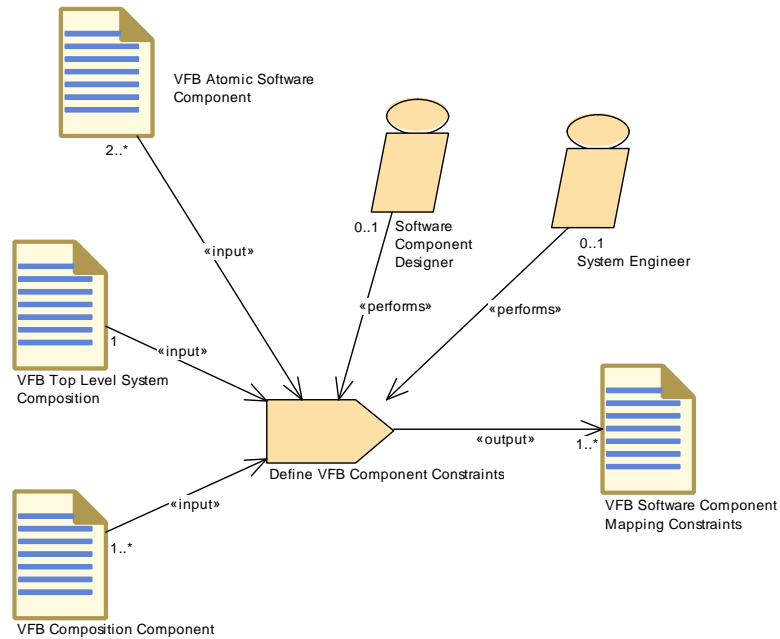 VFB Atomic Software
Component
2..*
«input»
0..1
Software
Component
Designer
0..1
System Engineer
«performs»
«performs»
1
«input»
VFB Top Level System
Composition
«output»
1..*
Define VFB Component Constraints
«input»
VFB Software Component
Mapping Constraints
1..*
VFB Composition Component